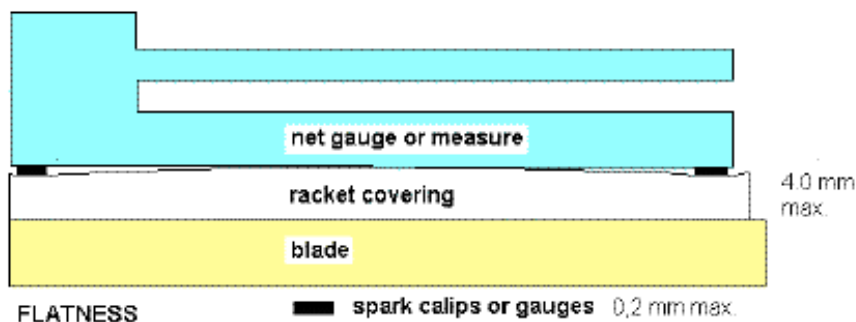 net gauge or measure
racket covering
4.0 mm
max.
blade
FLATNESS
spark calips or gauges 0,2 mm max.